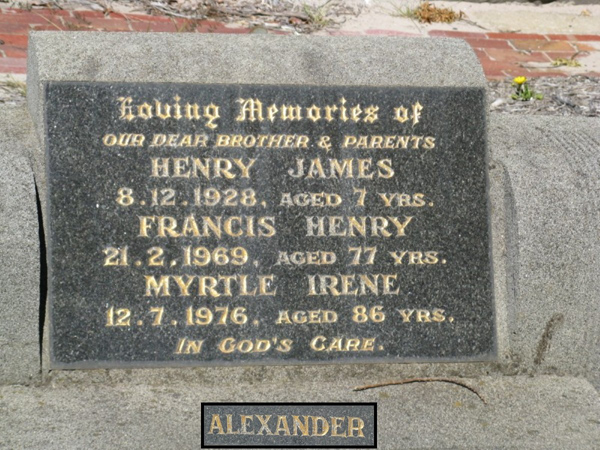 Loving Memories of
OUR DEAR BROTHER & PARENTS
HENRY JAMES
8.12.1928, AGED 7 YRS.
FRANCIS HENRY
21.2.1969, AGED 77 YRS.
MYRTLE IRENE
12.7.1976, AGED 86 YRS.
IN GOD'S CARE.
ALEXANDER